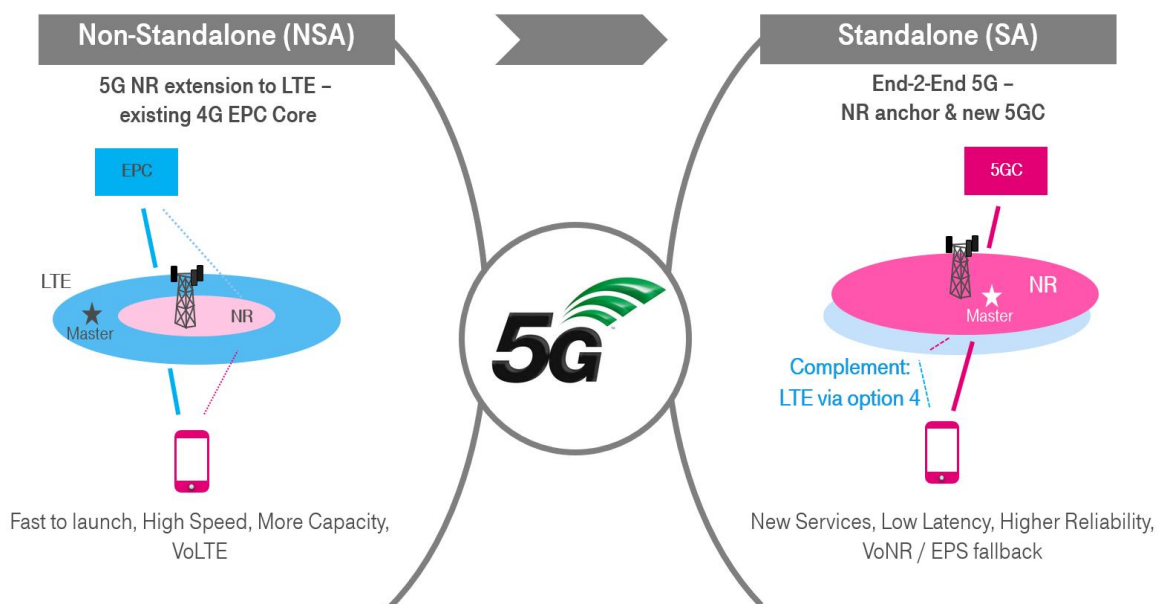 Non-Standalone (NSA)
5G NR extension to LTE –
existing 4G EPC Core
EPC
LTE
NR
Master
Fast to launch, High Speed, More Capacity,
VoLTE
5G
TM
Standalone (SA)
End-2-End 5G –
NR anchor & new 5GC
5GC
NR
Master
Complement:
LTE via option 4
New Services, Low Latency, Higher Reliability,
VoNR / EPS fallback